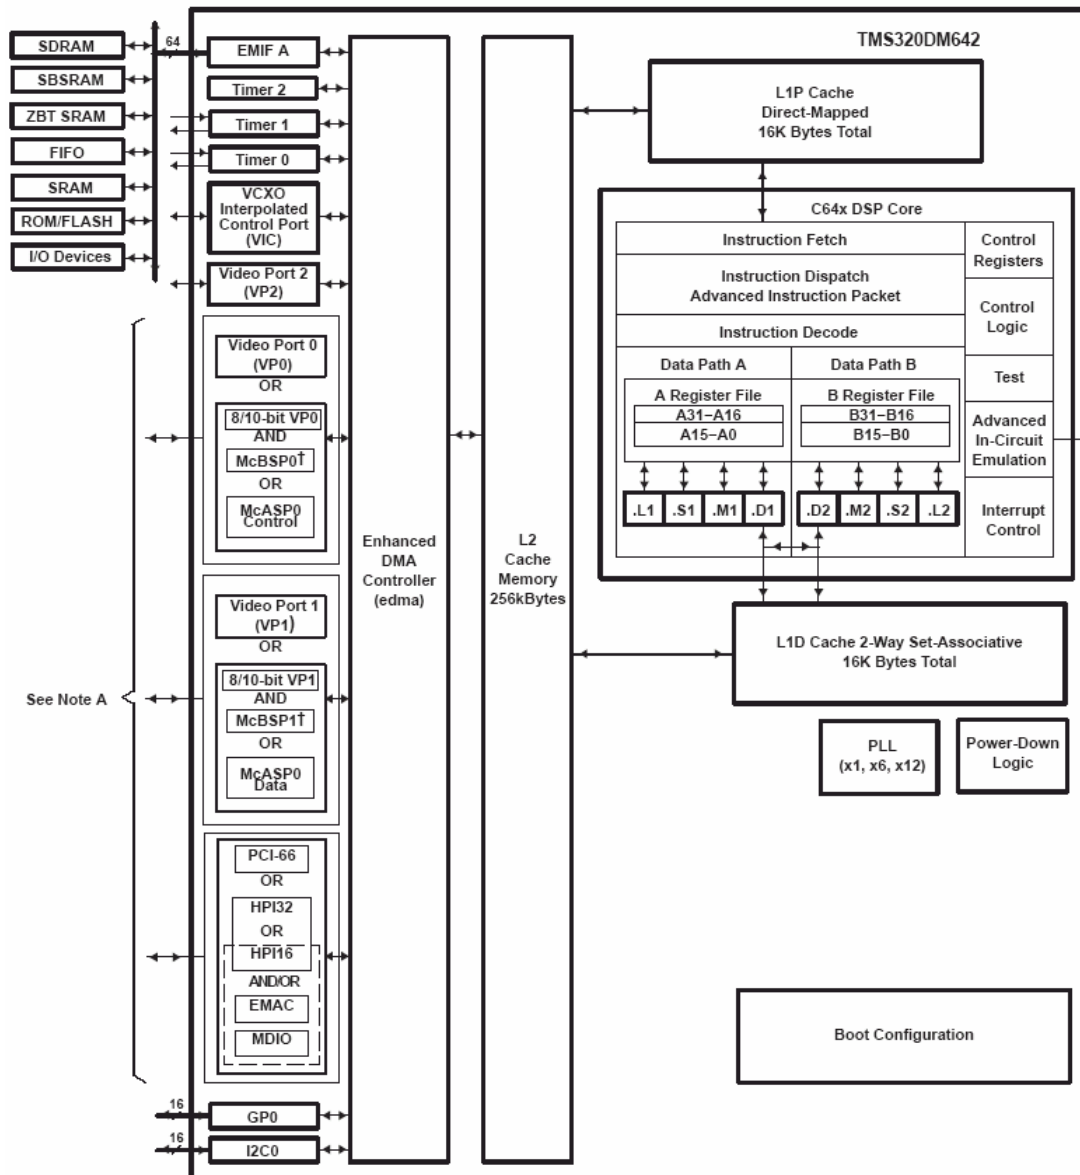 TMS320DM642
SDRAM
SBSRAM
ZBT SRAM
FIFO
SRAM
ROM/FLASH
I/O Devices
64
EMIF A
Timer 2
Timer 1
Timer 0
VCXO
Interpolated
Control Port
(VIC)
Video Port 2
(VP2)
Video Port 0
(VP0)
OR
8/10-bit VP0
AND
McBSP0†
OR
McASP0
Control
Video Port 1
(VP1)
OR
8/10-bit VP1
AND
McBSP1†
OR
McASP0
Data
See Note A
PCI-66
OR
HPI32
OR
HPI16
AND/OR
EMAC
MDIO
16
GP0
16
I2C0
Enhanced
DMA
Controller
(edma)
L2
Cache
Memory
256kBytes
L1P Cache
Direct-Mapped
16K Bytes Total
C64x DSP Core
Instruction Fetch
Instruction Dispatch
Advanced Instruction Packet
Instruction Decode
Data Path A
A Register File
A31–A16
A15–A0
.L1 .S1 .M1 .D1
Data Path B
B Register File
B31–B16
B15–B0
.D2 .M2 .S2 .L2
Control
Registers
Control
Logic
Test
Advanced
In-Circuit
Emulation
Interrupt
Control
L1D Cache 2-Way Set-Associative
16K Bytes Total
PLL
(x1, x6, x12)
Power-Down
Logic
Boot Configuration